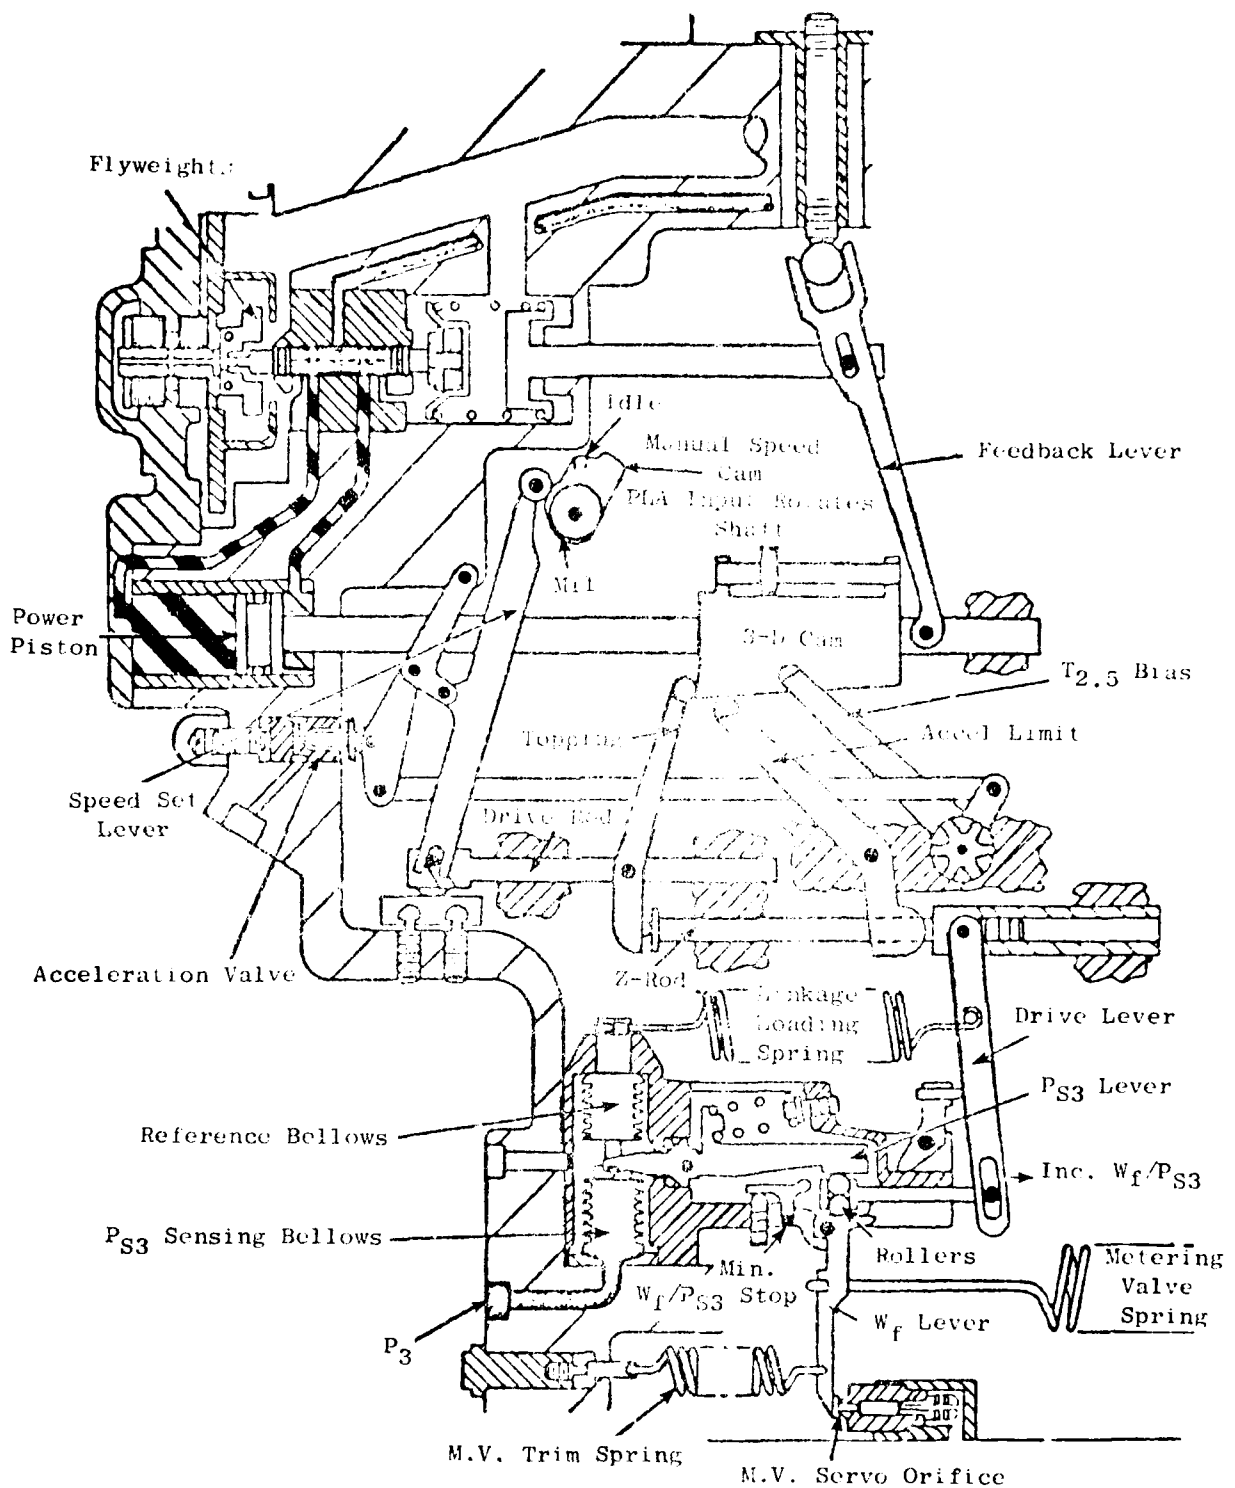 Flyweights
Idle
Manual Speed
Cam
PLA Input Rotates
Shaft
Feedback Lever
Mil
Power
Piston
3-D Cam
T2.5 Bias
Topping
Accel Limit
Speed Set
Lever
Drive Rod
Acceleration Valve
Z-Rod
Linkage
Loading
Spring
Drive Lever
PS3 Lever
Reference Bellows
Inc. Wf/PS3
PS3 Sensing Bellows
Rollers
Min.
Wf/PS3 Stop
Metering
Valve
Spring
Wf Lever
P3
M.V. Trim Spring
M.V. Servo Orifice